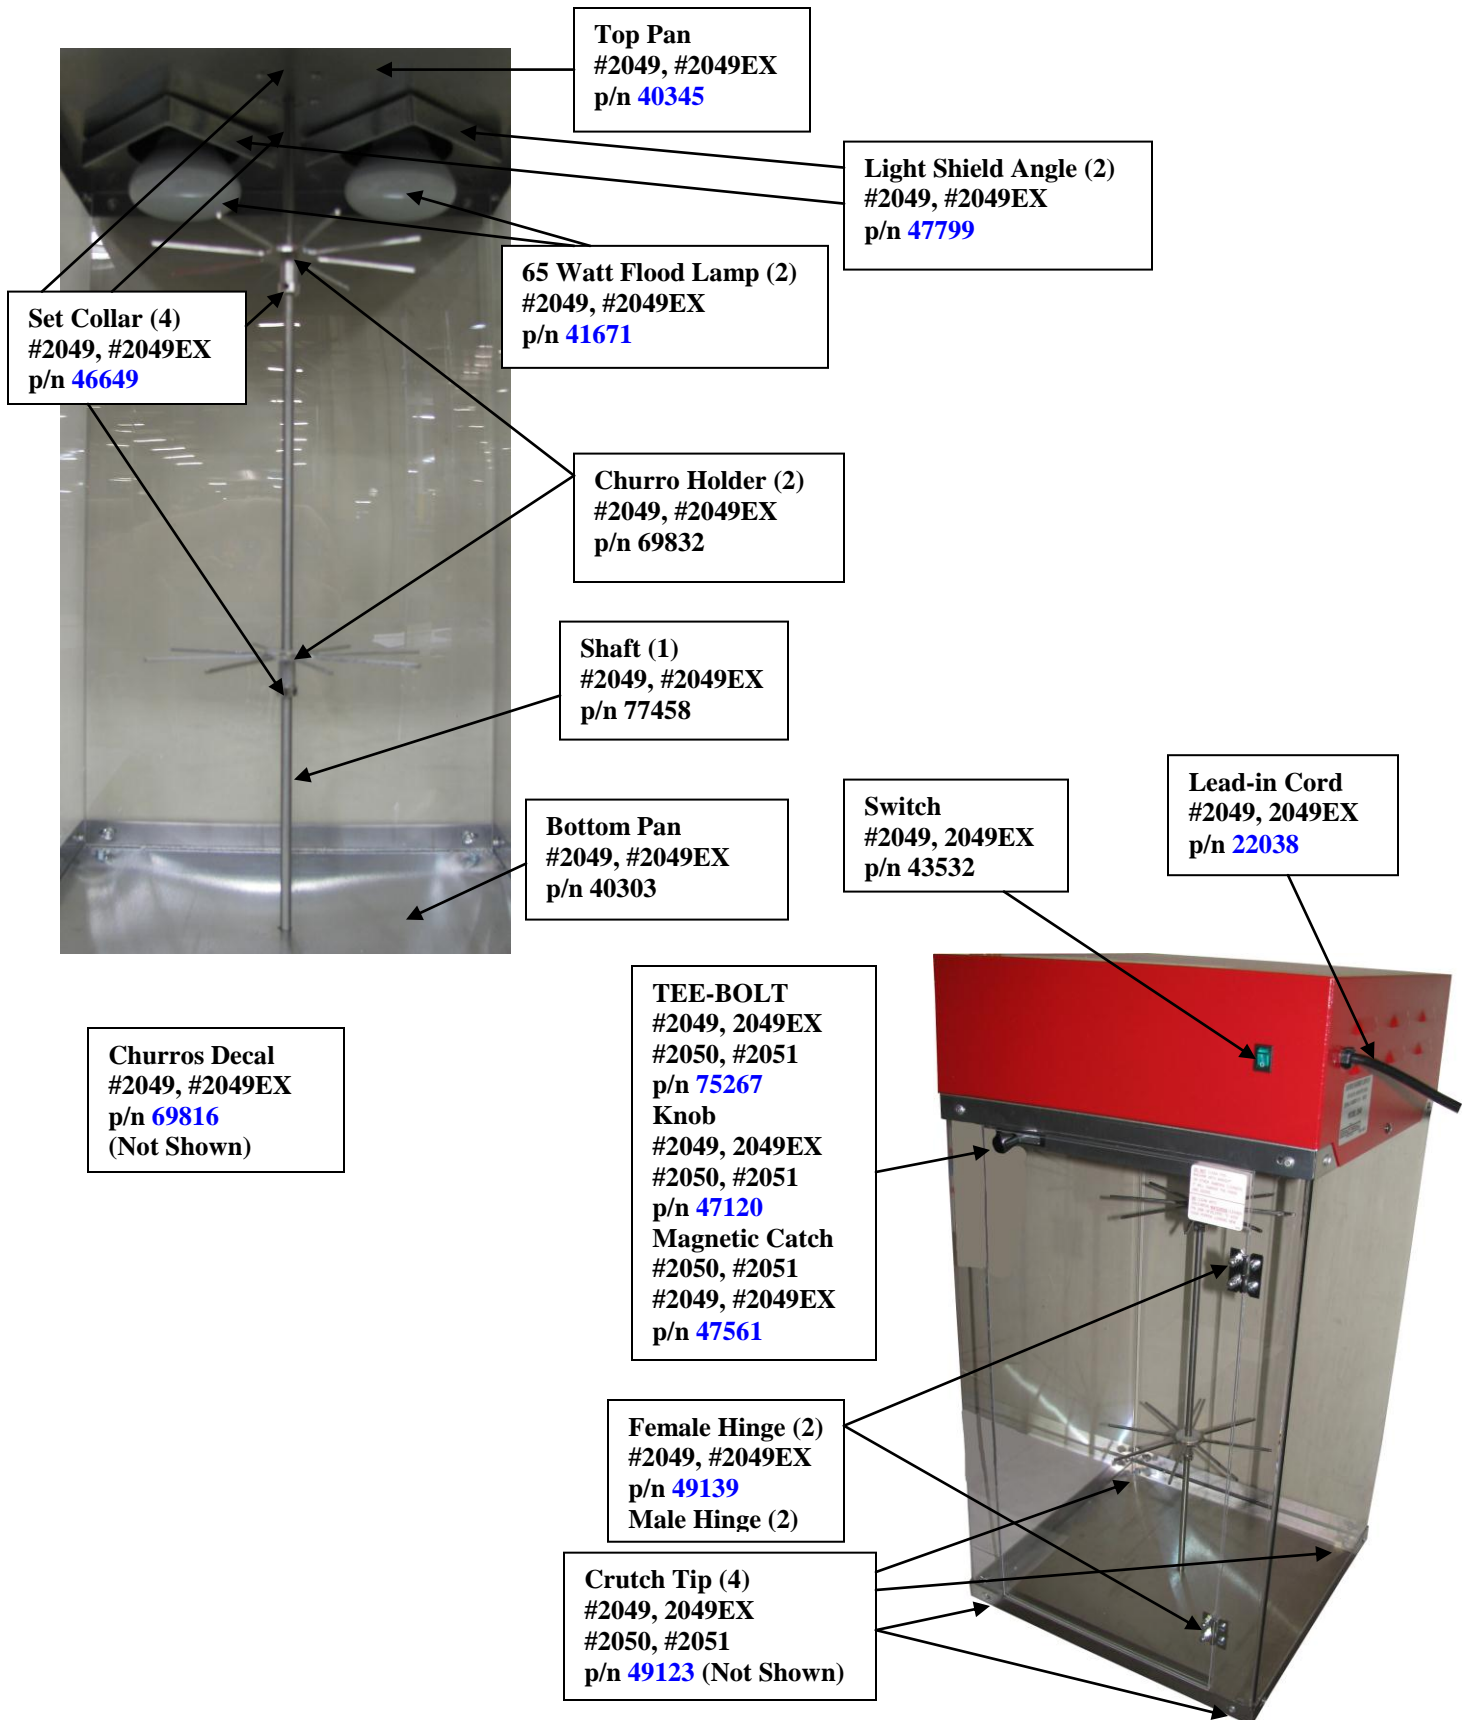 Top Pan
#2049, #2049EX
p/n 40345
Light Shield Angle (2)
#2049, #2049EX
p/n 47799
65 Watt Flood Lamp (2)
#2049, #2049EX
p/n 41671
Set Collar (4)
#2049, #2049EX
p/n 46649
Churro Holder (2)
#2049, #2049EX
p/n 69832
Shaft (1)
#2049, #2049EX
p/n 77458
Bottom Pan
#2049, #2049EX
p/n 40303
Switch
#2049, 2049EX
p/n 43532
Lead-in Cord
#2049, 2049EX
p/n 22038
Churros Decal
#2049, #2049EX
p/n 69816
(Not Shown)
TEE-BOLT
#2049, 2049EX
#2050, #2051
p/n 75267
Knob
#2049, 2049EX
#2050, #2051
p/n 47120
Magnetic Catch
#2050, #2051
#2049, #2049EX
p/n 47561
Female Hinge (2)
#2049, #2049EX
p/n 49139
Male Hinge (2)
Crutch Tip (4)
#2049, 2049EX
#2050, #2051
p/n 49123 (Not Shown)